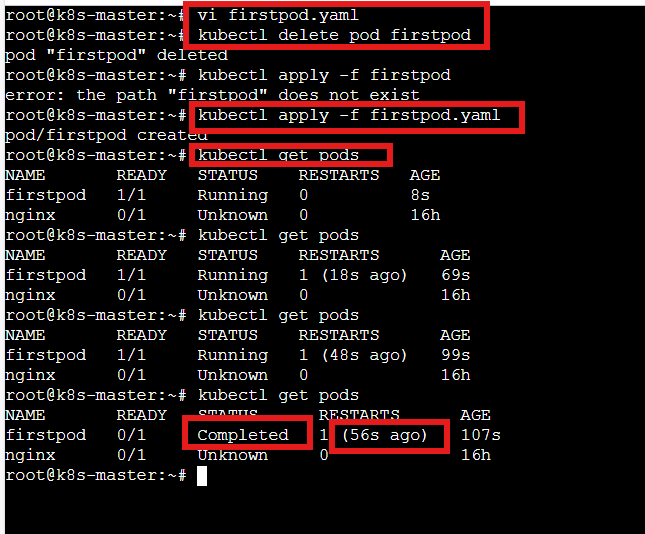 root@k8s-master:~# vi firstpod.yaml
root@k8s-master:~# kubectl delete pod firstpod
pod "firstpod" deleted
root@k8s-master:~# kubectl apply -f firstpod
error: the path "firstpod" does not exist
root@k8s-master:~# kubectl apply -f firstpod.yaml
pod/firstpod created
root@k8s-master:~# kubectl get pods
NAME READY STATUS RESTARTS AGE
firstpod 1/1 Running 0 8s
nginx 0/1 Unknown 0 16h
root@k8s-master:~# kubectl get pods
NAME READY STATUS RESTARTS AGE
firstpod 1/1 Running 1 (18s ago) 69s
nginx 0/1 Unknown 0 16h
root@k8s-master:~# kubectl get pods
NAME READY STATUS RESTARTS AGE
firstpod 1/1 Running 1 (48s ago) 99s
nginx 0/1 Unknown 0 16h
root@k8s-master:~# kubectl get pods
NAME READY STATUS RESTARTS AGE
firstpod 0/1 Completed 1 (56s ago) 107s
nginx 0/1 Unknown 0 16h
root@k8s-master:~#